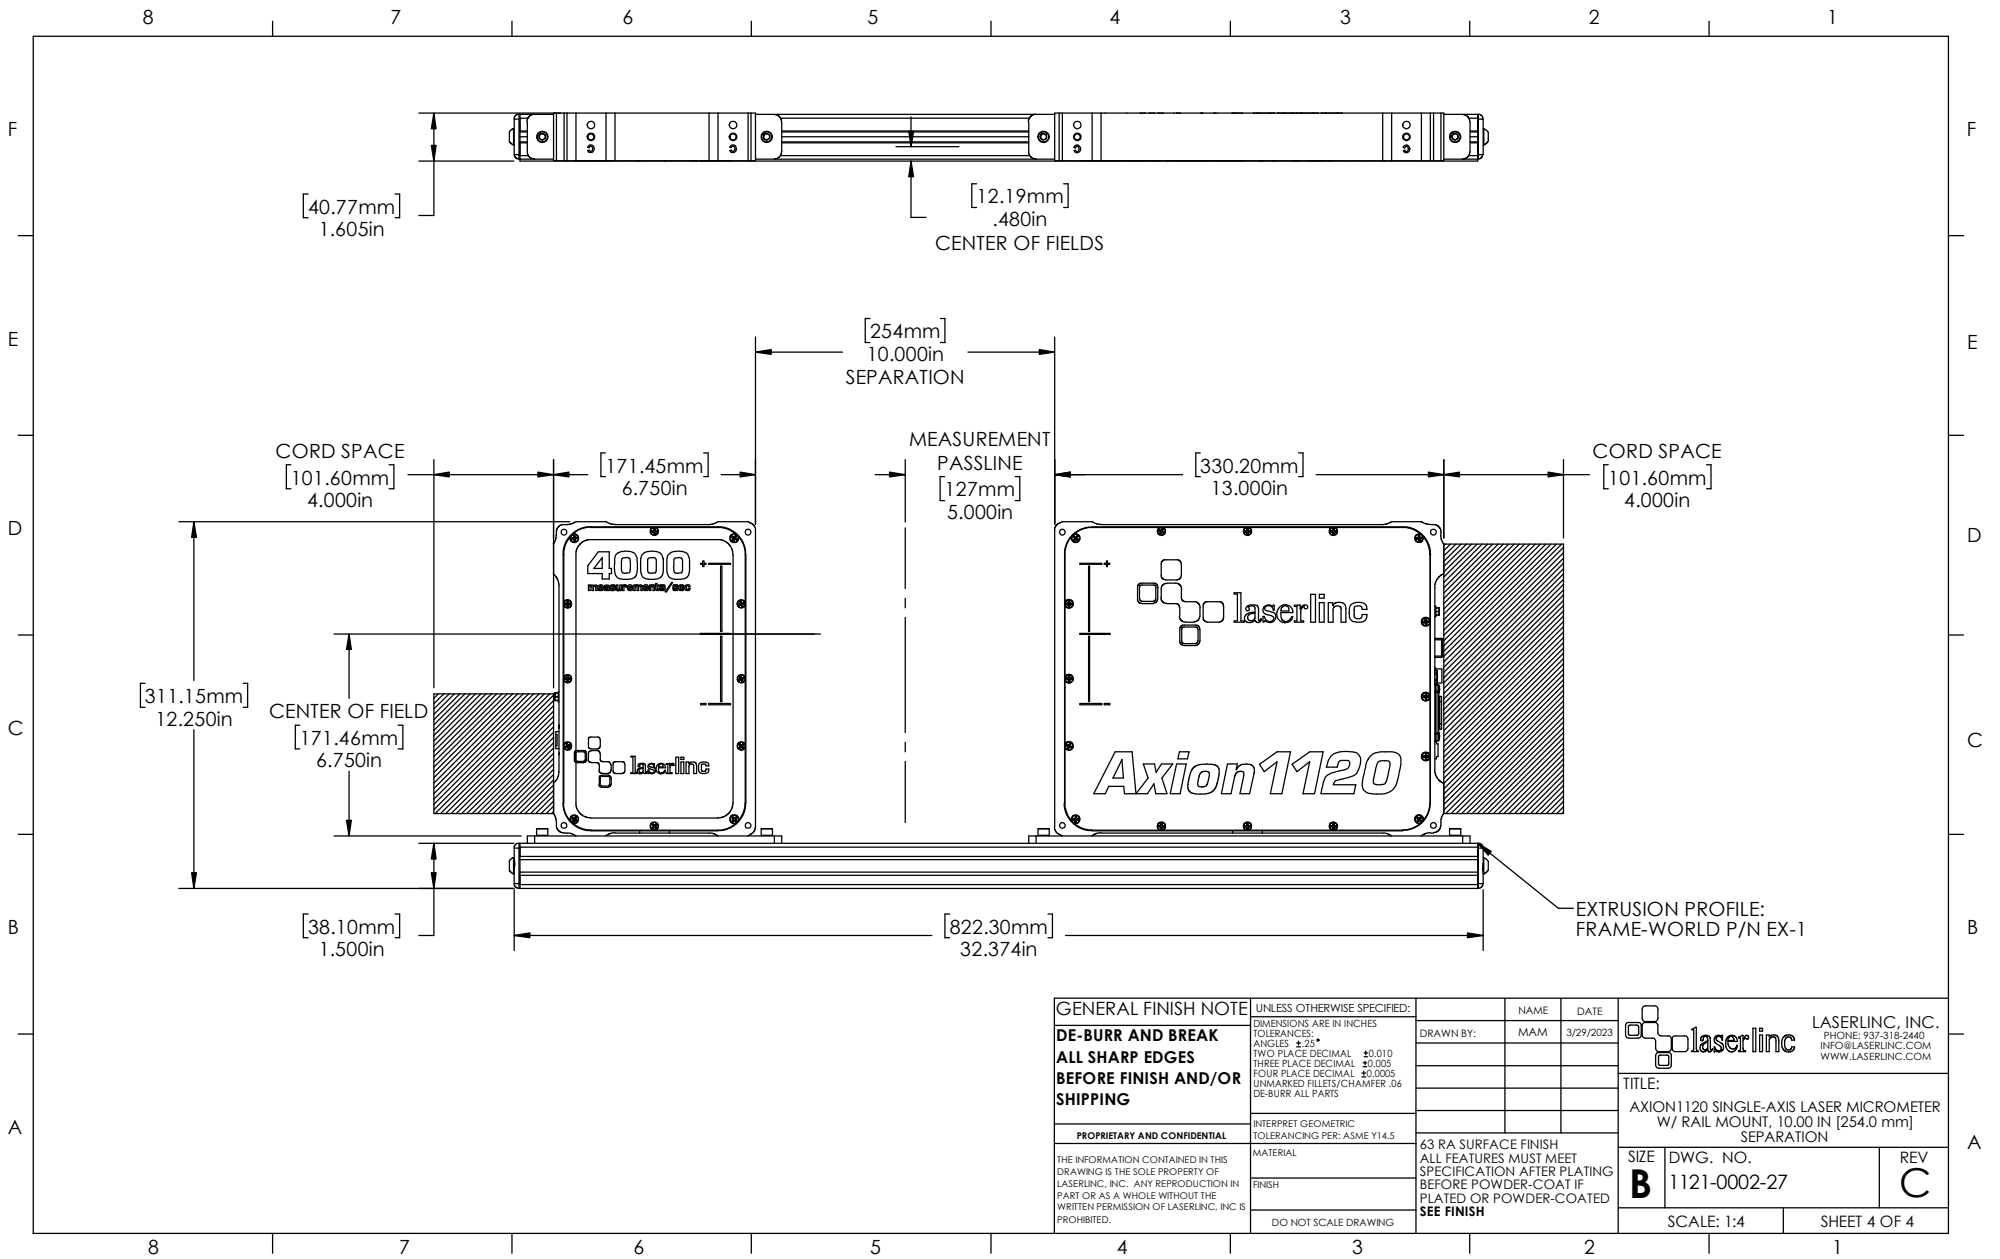 8 7 6 5 4 3 2 1
F
F
[40.77mm]
1.605in
[12.19mm]
.480in
CENTER OF FIELDS
E
E
[254mm]
10.000in
SEPARATION
CORD SPACE
[101.60mm]
4.000in
[171.45mm]
6.750in
MEASUREMENT
PASSLINE
[127mm]
5.000in
[330.20mm]
13.000in
CORD SPACE
[101.60mm]
4.000in
D
D
4000
measurements/sec
+
+
laserlinc
[311.15mm]
12.250in
CENTER OF FIELD
[171.46mm]
6.750in
-
-
C
C
laserlinc
Axion1120
[38.10mm]
1.500in
[822.30mm]
32.374in
EXTRUSION PROFILE:
FRAME-WORLD P/N EX-1
B
B
GENERAL FINISH NOTE
DE-BURR AND BREAK
ALL SHARP EDGES
BEFORE FINISH AND/OR
SHIPPING
PROPRIETARY AND CONFIDENTIAL
THE INFORMATION CONTAINED IN THIS
DRAWING IS THE SOLE PROPERTY OF
LASERLINC, INC. ANY REPRODUCTION IN
PART OR AS A WHOLE WITHOUT THE
WRITTEN PERMISSION OF LASERLINC, INC IS
PROHIBITED.
UNLESS OTHERWISE SPECIFIED:
DIMENSIONS ARE IN INCHES
TOLERANCES:
ANGLES ±.25°
TWO PLACE DECIMAL ±0.010
THREE PLACE DECIMAL ±0.005
FOUR PLACE DECIMAL ±0.0005
UNMARKED FILLETS/CHAMFER .06
DE-BURR ALL PARTS
INTERPRET GEOMETRIC
TOLERANCING PER: ASME Y14.5
MATERIAL
FINISH
DO NOT SCALE DRAWING
NAME DATE
DRAWN BY: MAM 3/29/2023
63 RA SURFACE FINISH
ALL FEATURES MUST MEET
SPECIFICATION AFTER PLATING
BEFORE POWDER-COAT IF
PLATED OR POWDER-COATED
SEE FINISH
laserlinc
LASERLINC, INC.
PHONE: 937-318-2440
INFO@LASERLINC.COM
WWW.LASERLINC.COM
TITLE:
AXION1120 SINGLE-AXIS LASER MICROMETER
W/ RAIL MOUNT, 10.00 IN [254.0 mm]
SEPARATION
SIZE
B
DWG. NO.
1121-0002-27
REV
C
SCALE: 1:4
SHEET 4 OF 4
A
A
8 7 6 5 4 3 2 1